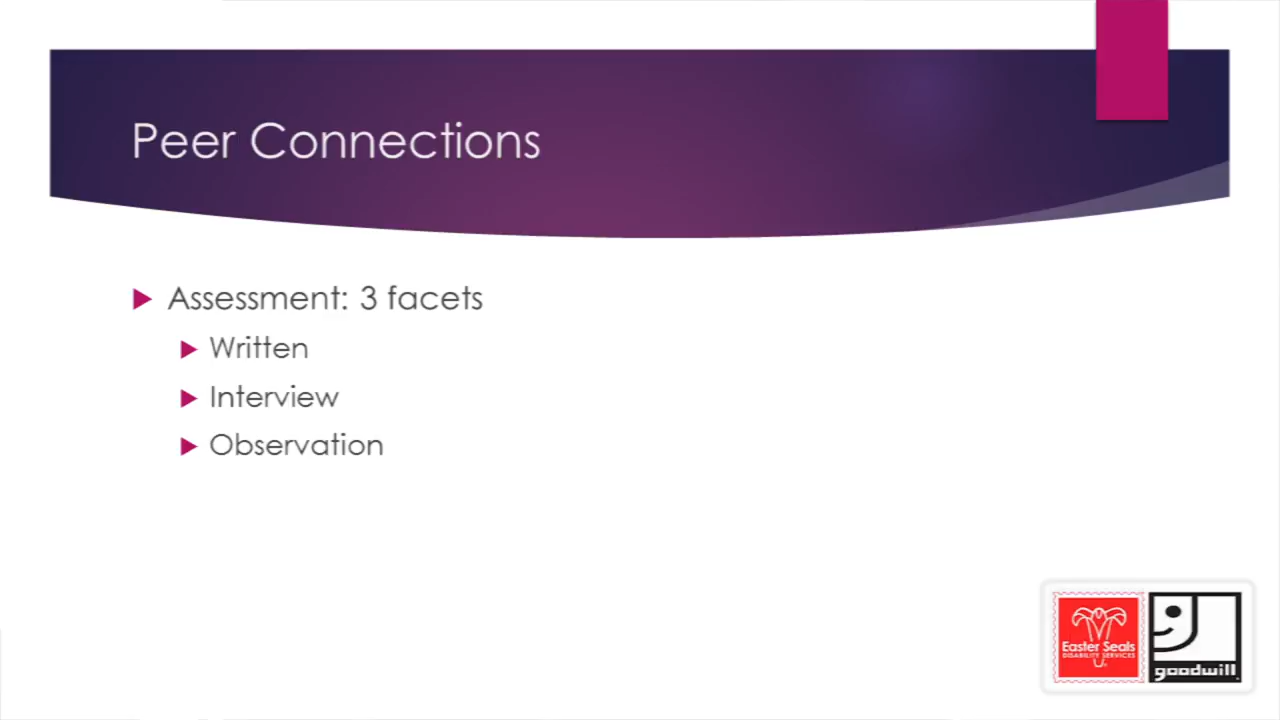 Peer Connections
Assessment: 3 facets
Written
Interview
Observation
Easter Seals
DISABILITY SERVICES
goodwill